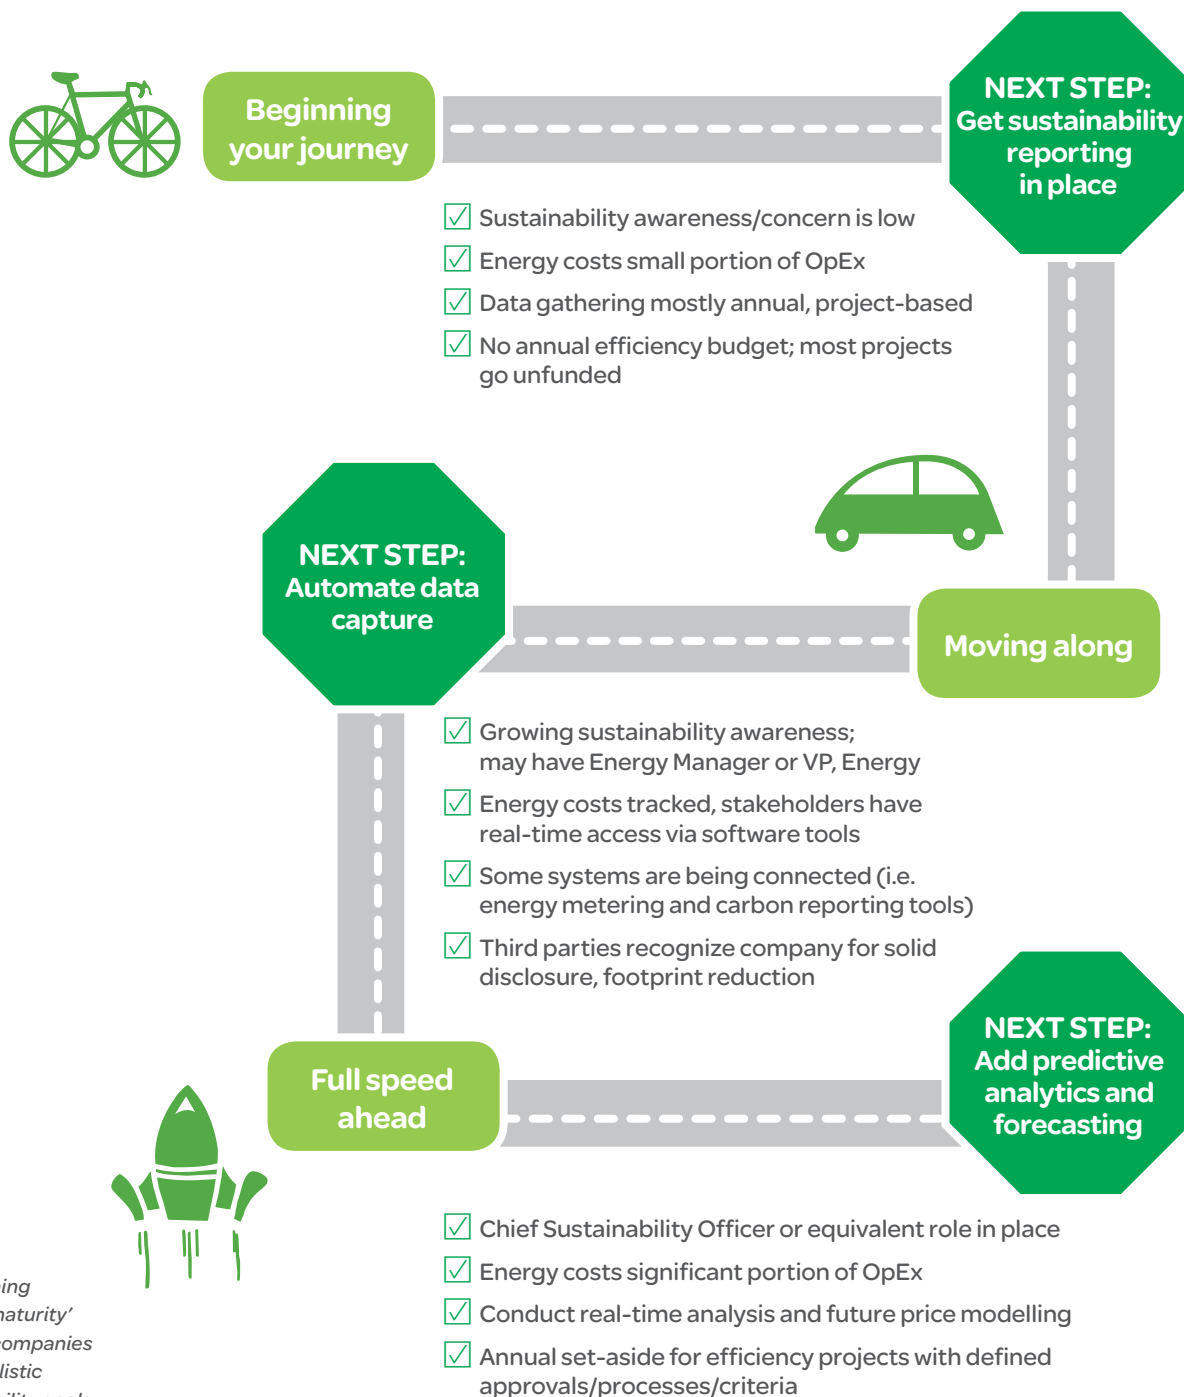 Beginning
your journey
NEXT STEP:
Get sustainability
reporting
in place
Sustainability awareness/concern is low
Energy costs small portion of OpEx
Data gathering mostly annual, project-based
No annual efficiency budget; most projects
go unfunded
Moving along
NEXT STEP:
Automate data
capture
Growing sustainability awareness;
may have Energy Manager or VP, Energy
Energy costs tracked, stakeholders have
real-time access via software tools
Some systems are being connected (i.e.
energy metering and carbon reporting tools)
Third parties recognize company for solid
disclosure, footprint reduction
Full speed
ahead
NEXT STEP:
Add predictive
analytics and
forecasting
Chief Sustainability Officer or equivalent role in place
Energy costs significant portion of OpEx
Conduct real-time analysis and future price modelling
Annual set-aside for efficiency projects with defined
approvals/processes/criteria
maturity'
companies